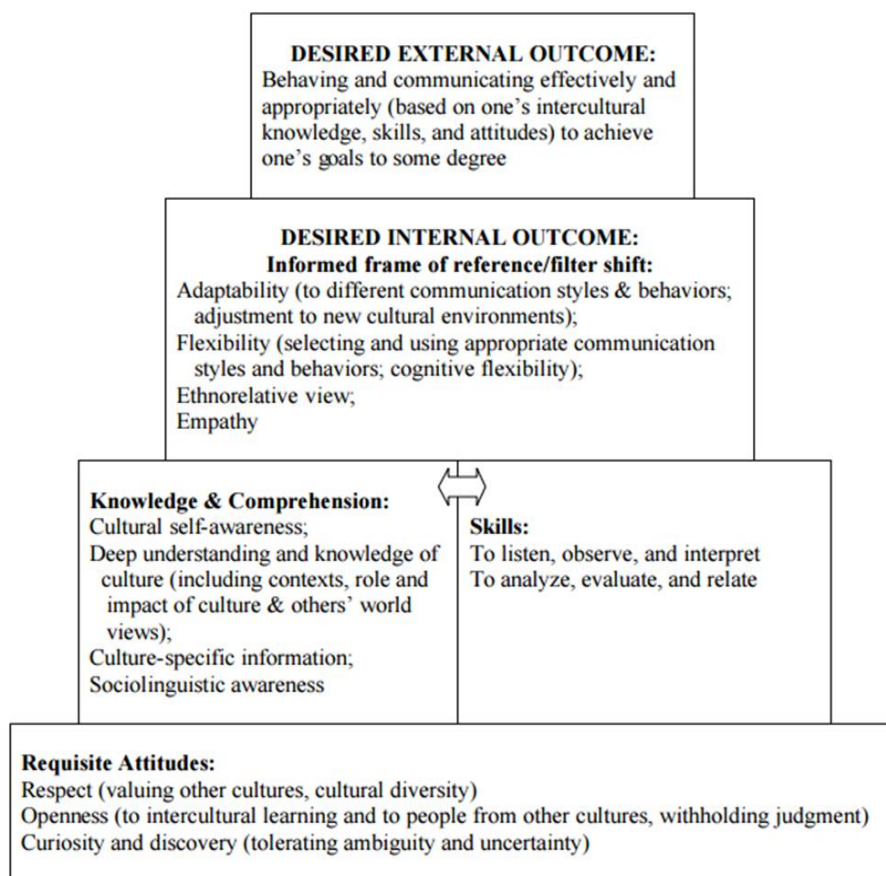 DESIRED EXTERNAL OUTCOME:
Behaving and communicating effectively and
appropriately (based on one’s intercultural
knowledge, skills, and attitudes) to achieve
one’s goals to some degree
DESIRED INTERNAL OUTCOME:
Informed frame of reference/filter shift:
Adaptability (to different communication styles & behaviors;
adjustment to new cultural environments);
Flexibility (selecting and using appropriate communication
styles and behaviors; cognitive flexibility);
Ethnorelative view;
Empathy
Knowledge & Comprehension:
Cultural self-awareness;
Deep understanding and knowledge of
culture (including contexts, role and
impact of culture & others’ world
views);
Culture-specific information;
Sociolinguistic awareness
Skills:
To listen, observe, and interpret
To analyze, evaluate, and relate
Requisite Attitudes:
Respect (valuing other cultures, cultural diversity)
Openness (to intercultural learning and to people from other cultures, withholding judgment)
Curiosity and discovery (tolerating ambiguity and uncertainty)